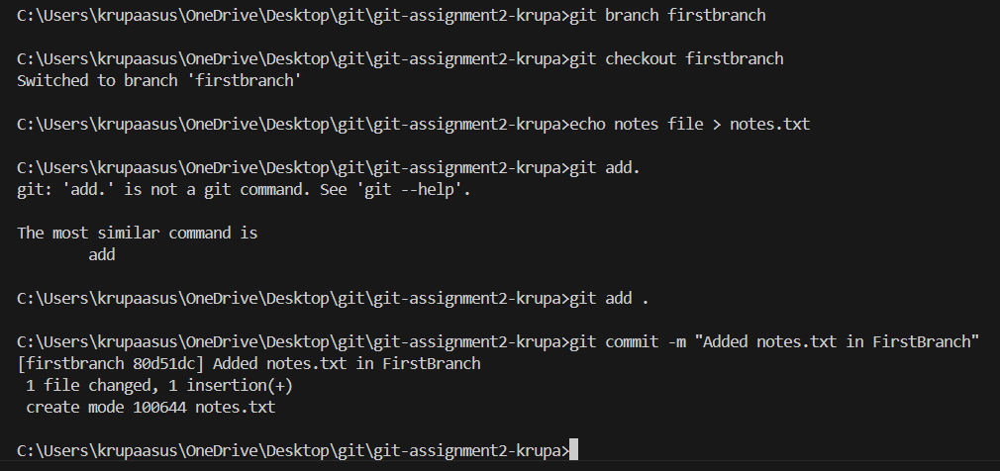 C:\Users\krupaasus\OneDrive\Desktop\git\git-assignment2-krupa>git branch firstbranch
C:\Users\krupaasus\OneDrive\Desktop\git\git-assignment2-krupa>git checkout firstbranch
Switched to branch 'firstbranch'
C:\Users\krupaasus\OneDrive\Desktop\git\git-assignment2-krupa>echo notes file > notes.txt
C:\Users\krupaasus\OneDrive\Desktop\git\git-assignment2-krupa>git add.
git: 'add.' is not a git command. See 'git --help'.
The most similar command is
add
C:\Users\krupaasus\OneDrive\Desktop\git\git-assignment2-krupa>git add .
C:\Users\krupaasus\OneDrive\Desktop\git\git-assignment2-krupa>git commit -m "Added notes.txt in FirstBranch"
[firstbranch 80d51dc] Added notes.txt in FirstBranch
1 file changed, 1 insertion(+)
create mode 100644 notes.txt
C:\Users\krupaasus\OneDrive\Desktop\git\git-assignment2-krupa>